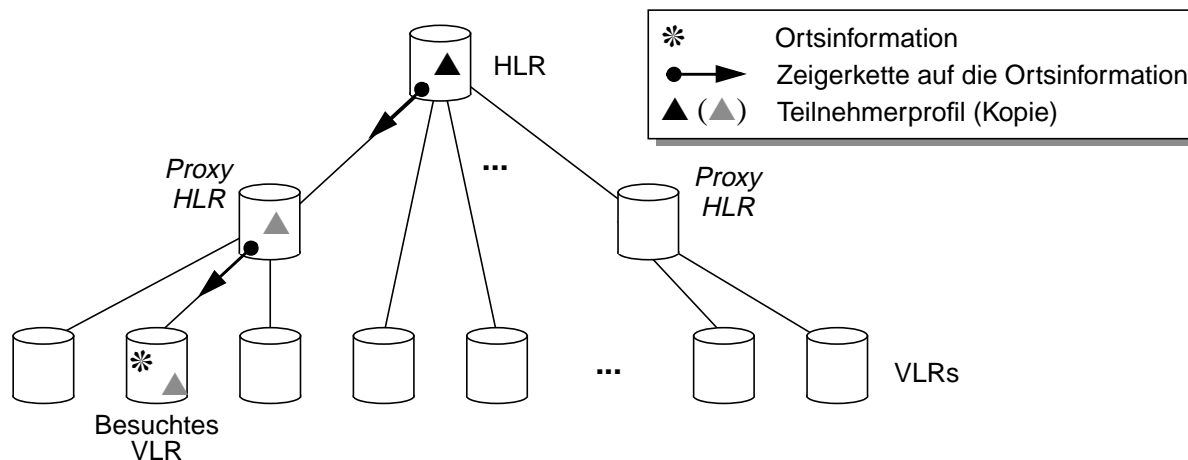 HLR
Ortsinformation
Zeigerkette auf die Ortsinformation
( ) Teilnehmerprofil (Kopie)
...
Proxy
HLR
Proxy
HLR
...
VLRs
Besuchtes
VLR